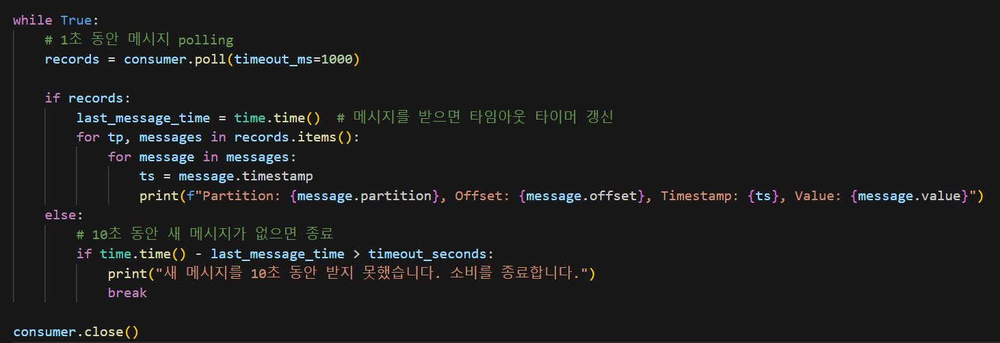 while True:
    # 1초 동안 메시지 polling
    records = consumer.poll(timeout_ms=1000)

    if records:
        last_message_time = time.time()  # 메시지를 받으면 타임아웃 타이머 갱신
        for tp, messages in records.items():
            for message in messages:
                ts = message.timestamp
                print(f"Partition: {message.partition}, Offset: {message.offset}, Timestamp: {ts}, Value: {message.value}")
    else:
        # 10초 동안 새 메시지가 없으면 종료
        if time.time() - last_message_time > timeout_seconds:
            print("새 메시지를 10초 동안 받지 못했습니다. 소비를 종료합니다.")
            break

consumer.close()